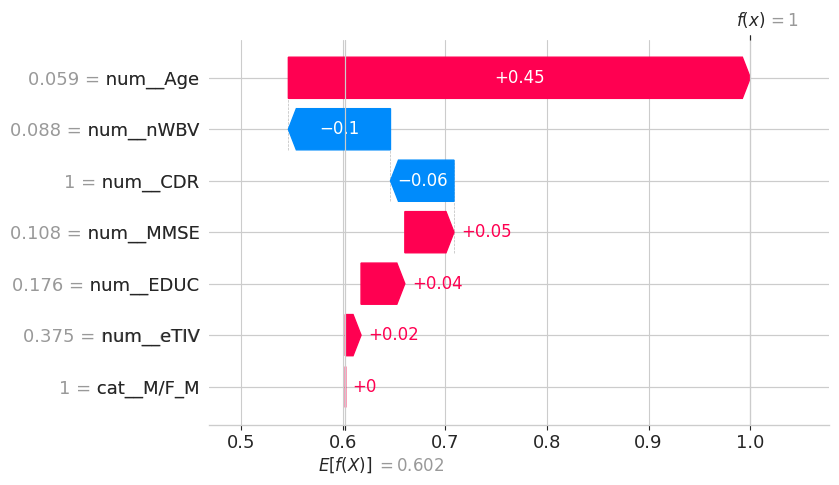 f(x) = 1
0.059 = num__Age +0.45
0.088 = num__nWBV −0.1
1 = num__CDR −0.06
0.108 = num__MMSE +0.05
0.176 = num__EDUC +0.04
0.375 = num__eTIV +0.02
1 = cat__M/F_M +0
0.5 0.6 0.7 0.8 0.9 1.0
E[f(X)] = 0.602